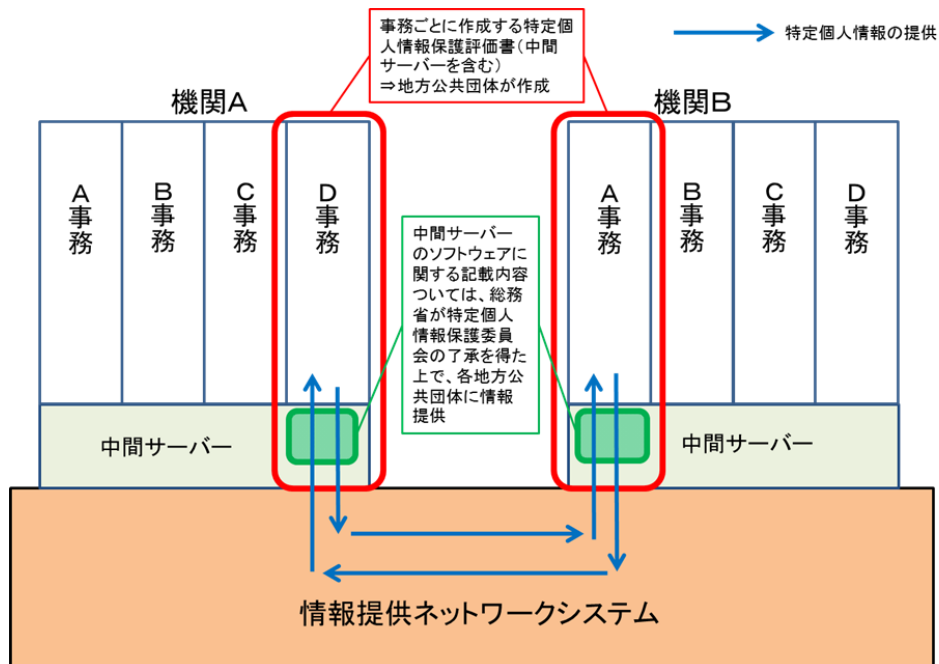 事務ごとに作成する特定個
人情報保護評価書（中間
サーバーを含む）
⇒地方公共団体が作成
特定個人情報の提供
機関A
機関B
A事務
B事務
C事務
D事務
A事務
B事務
C事務
D事務
中間サーバー
のソフトウェアに
関する記載内容
ついては、総務
省が特定個人
情報保護委員
会の了承を得た
上で、各地方公
共団体に情報
提供
中間サーバー
中間サーバー
情報提供ネットワークシステム